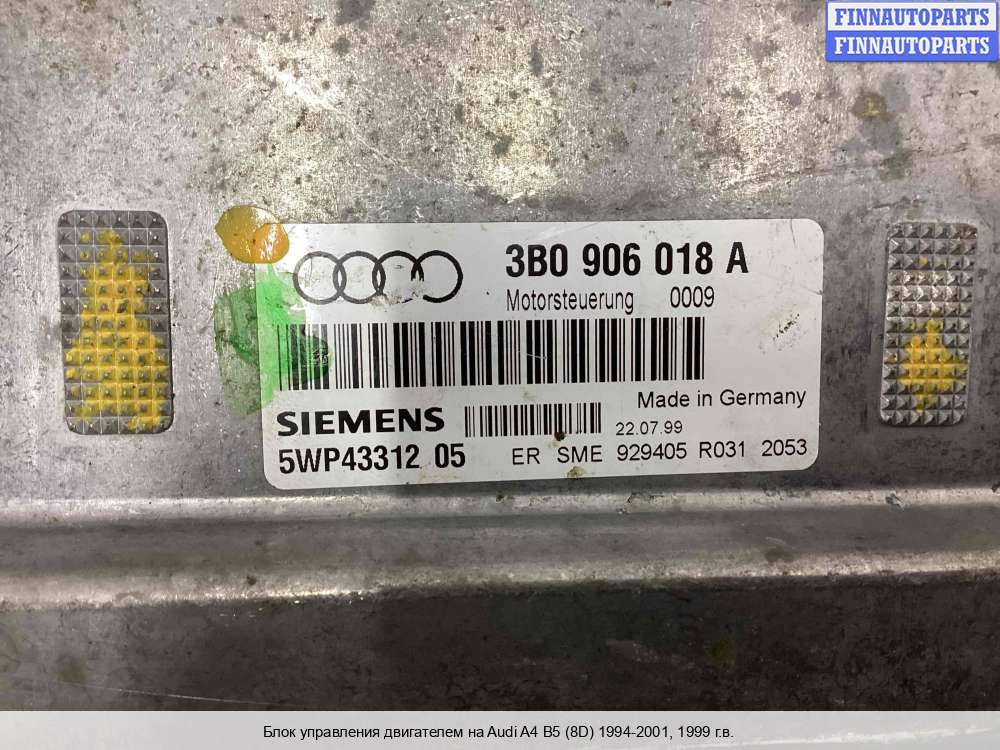 FINNAUTOPARTS
FINNAUTOPARTS
3B0 906 018 A
Motorsteuerung 0009
Made in Germany
SIEMENS
22.07.99
5WP43312 05 ER SME 929405 R031 2053
Блок управления двигателем на Audi A4 B5 (8D) 1994-2001, 1999 г.в.